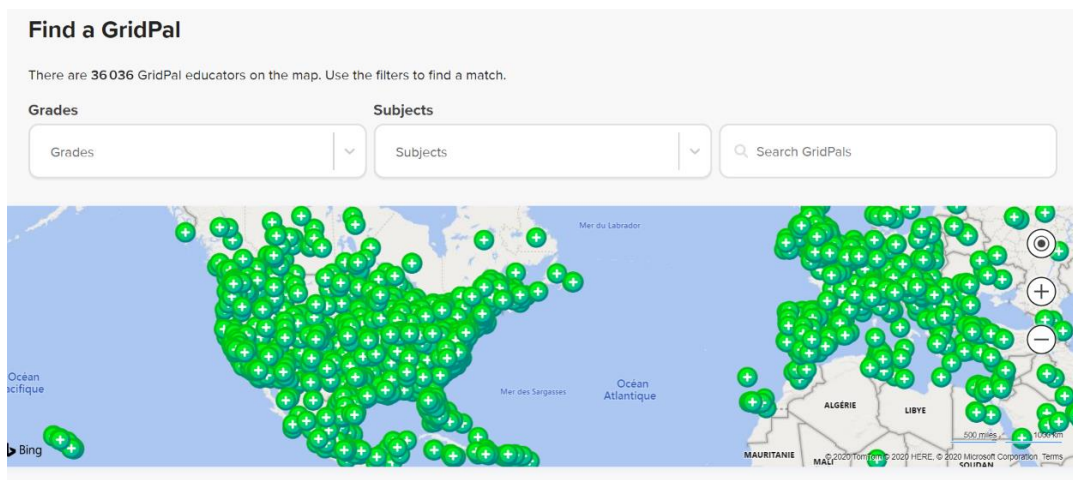 Find a GridPal
There are 36 036 GridPal educators on the map. Use the filters to find a match.
Grades
Subjects
Grades
Subjects
Search GridPals
Mer du Labrador
Océan
Mer des Sargasses
Océan
Atlantique
ALGÉRIE
LIBYE
MAURITANIE
MALI
SOUDAN
500 miles
1000 km
Bing
© 2020 TomTom © 2020 HERE, © 2020 Microsoft Corporation Terms